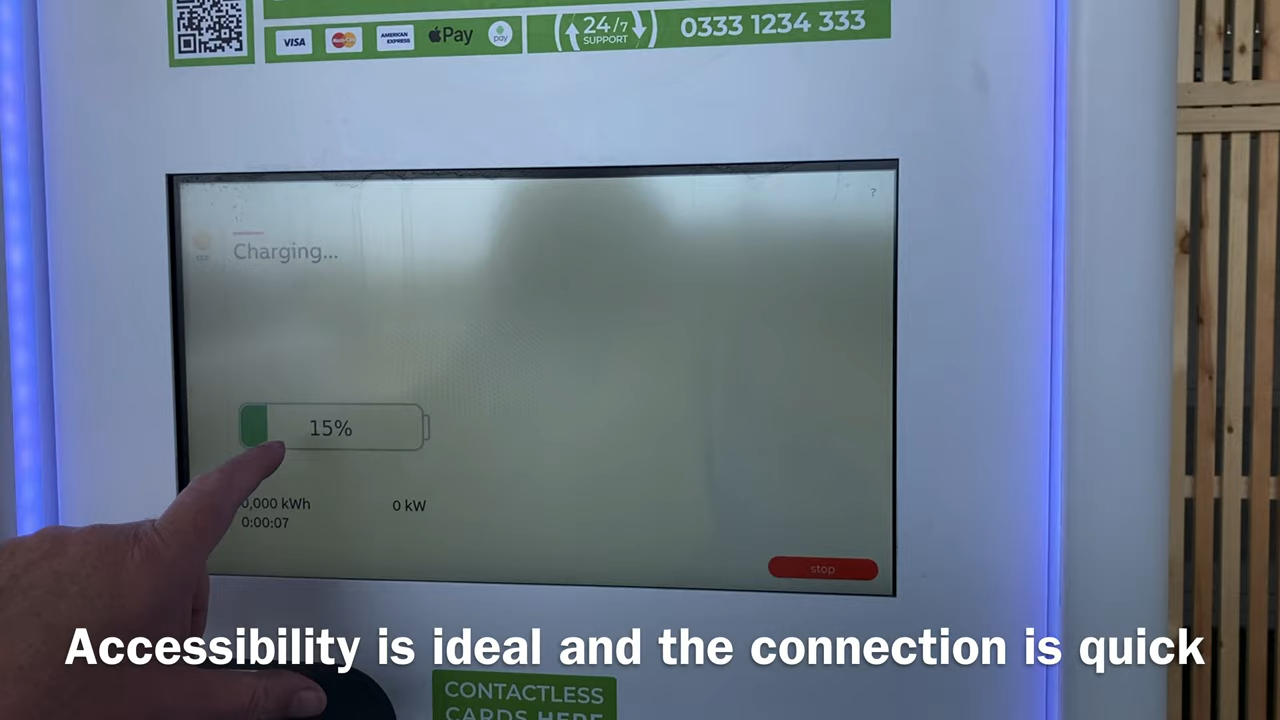 VISA
MasterCard
AMERICAN EXPRESS
Pay
pay
24/7
SUPPORT
0333 1234 333
?
Charging...
15%
0,000 kWh
0 kW
0:00:07
stop
Accessibility is ideal and the connection is quick
CONTACTLESS
CARDS HERE